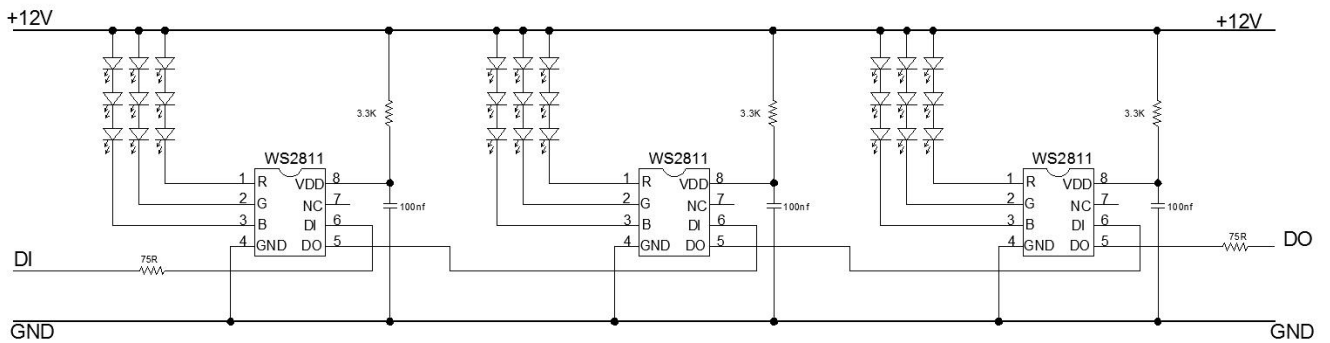 +12V
+12V
3.3K
3.3K
3.3K
WS2811
WS2811
WS2811
1 R VDD 8
2 G NC 7
3 B DI 6
4 GND DO 5
100nf
1 R VDD 8
2 G NC 7
3 B DI 6
4 GND DO 5
100nf
1 R VDD 8
2 G NC 7
3 B DI 6
4 GND DO 5
100nf
DI
75R
75R
DO
GND
GND